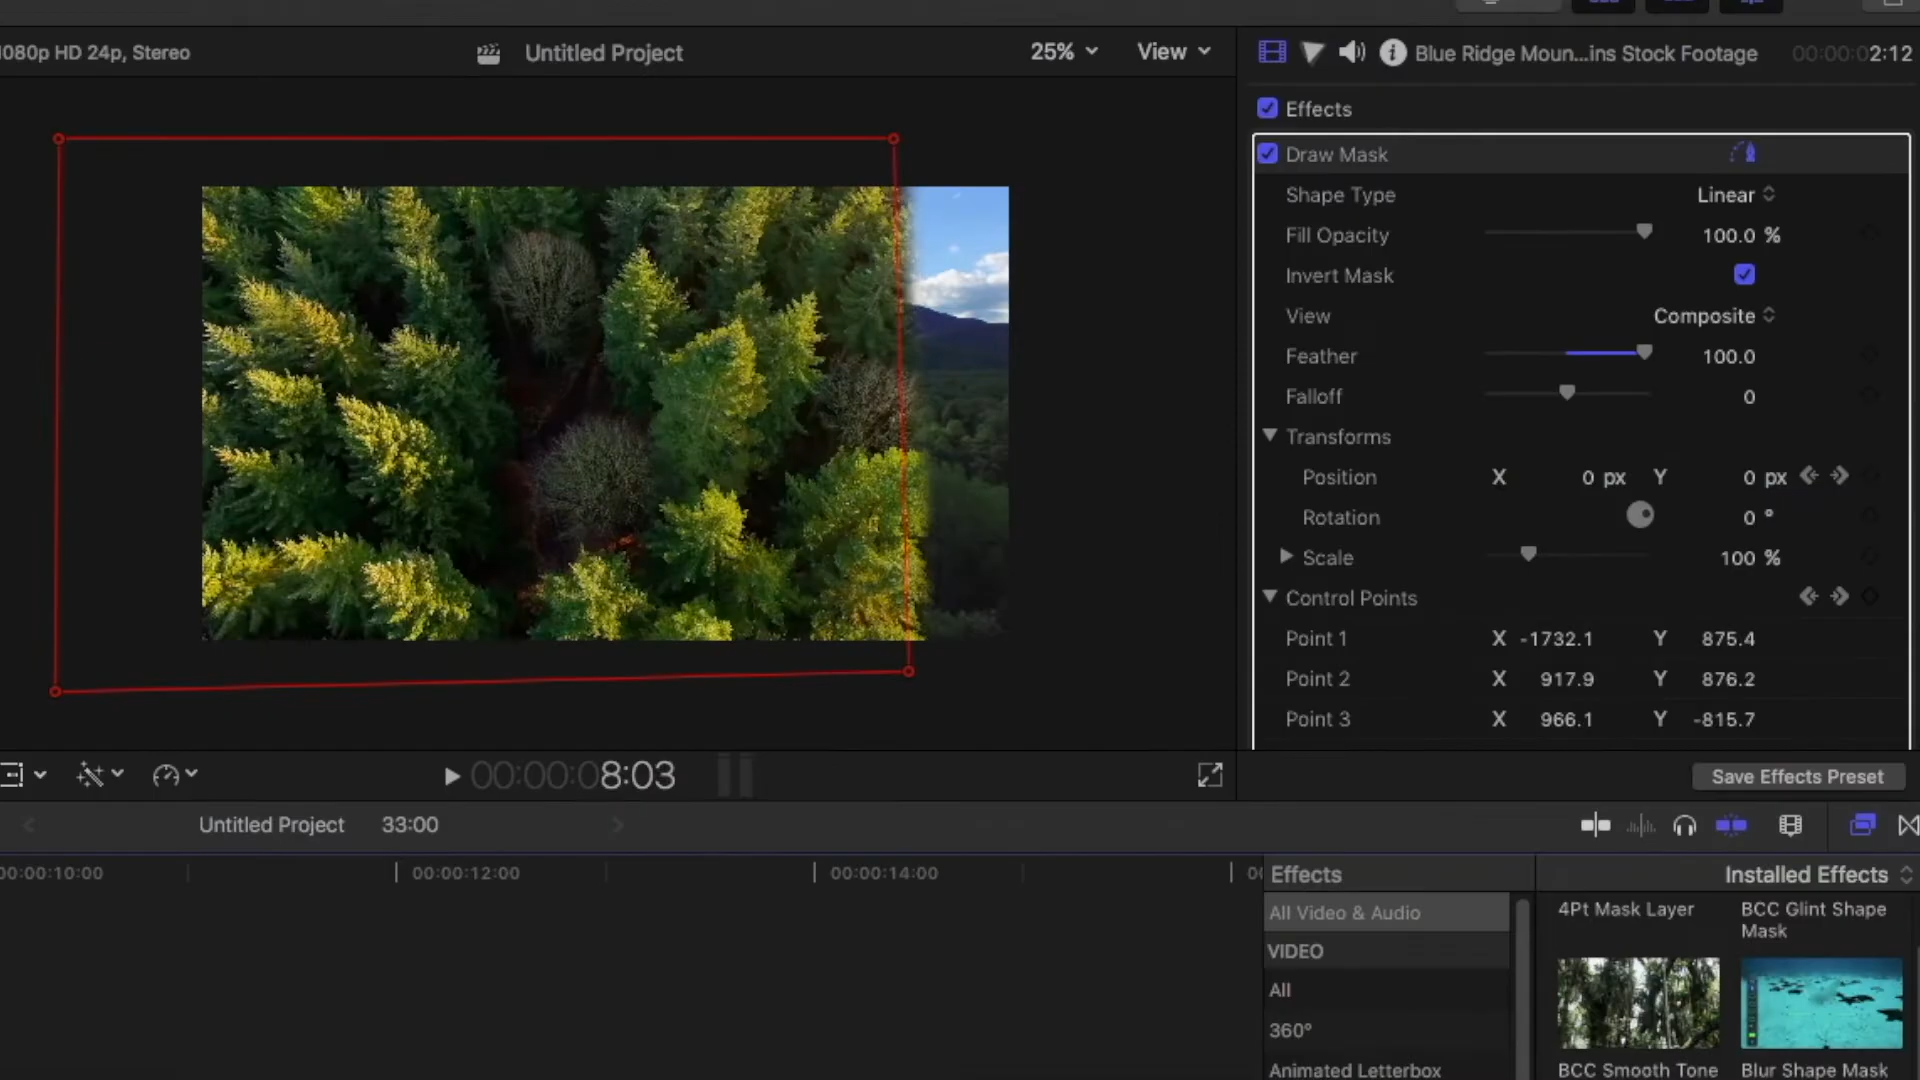 1080p HD 24p, Stereo
Untitled Project
25%
View
Blue Ridge Moun...ins Stock Footage
00:00:02:12
Effects
Draw Mask
Shape Type Linear
Fill Opacity 100.0 %
Invert Mask
View Composite
Feather 100.0
Falloff 0
Transforms
Position X 0 px Y 0 px
Rotation 0 °
Scale 100 %
Control Points
Point 1 X -1732.1 Y 875.4
Point 2 X 917.9 Y 876.2
Point 3 X 966.1 Y -815.7
00:00:08:03
Save Effects Preset
Untitled Project 33:00
00:00:10:00
00:00:12:00
00:00:14:00
Effects
Installed Effects
All Video & Audio
VIDEO
All
360°
Animated Letterbox
4Pt Mask Layer
BCC Glint Shape
Mask
BCC Smooth Tone
Blur Shape Mask